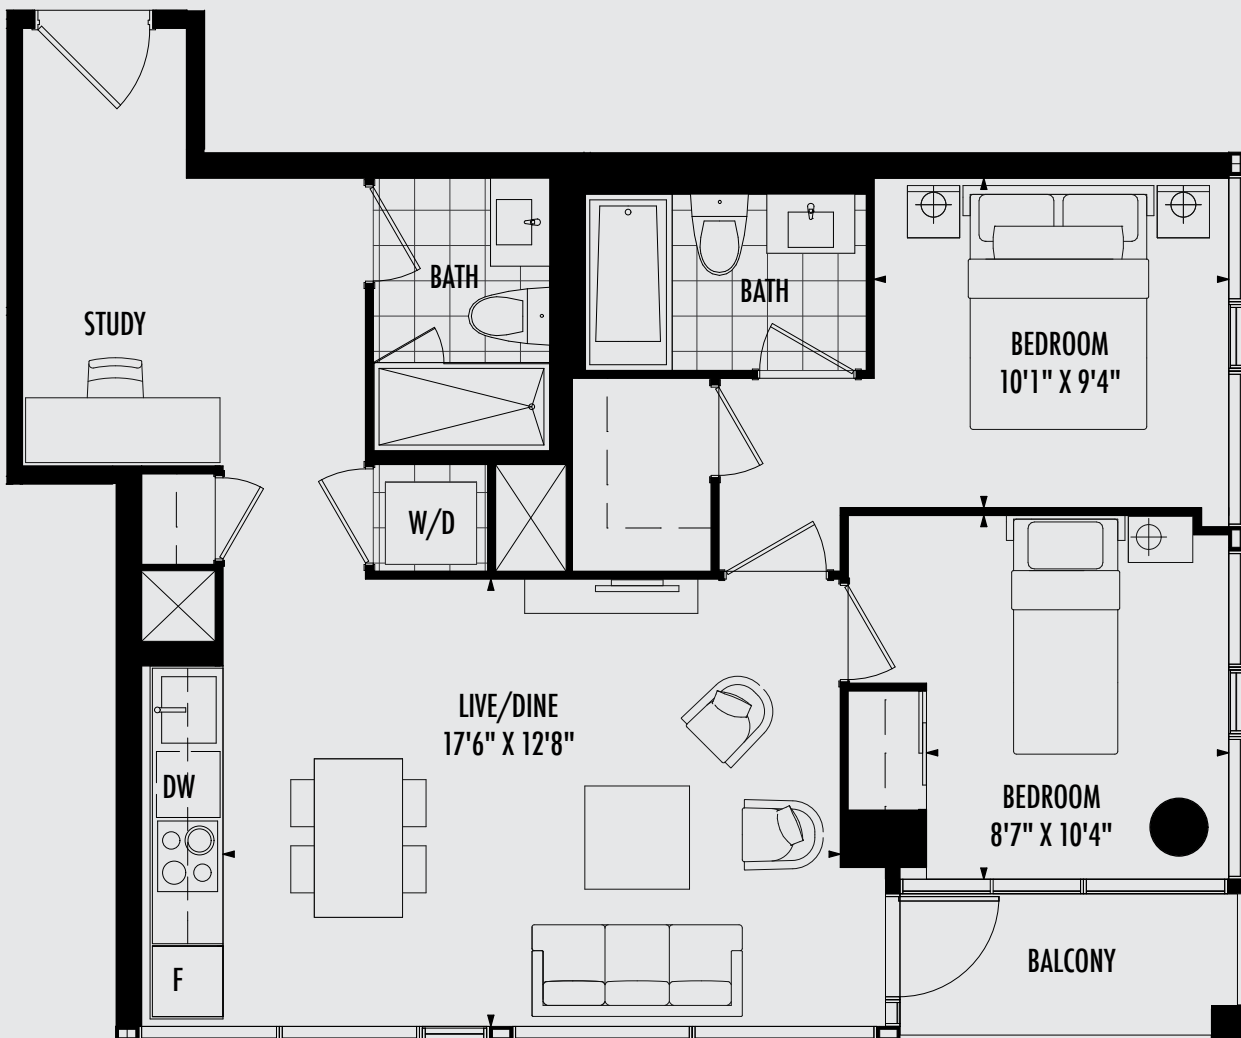 STUDY
BATH
BATH
BEDROOM
10'1" X 9'4"
W/D
LIVE/DINE
17'6" X 12'8"
DW
BEDROOM
8'7" X 10'4"
F
BALCONY